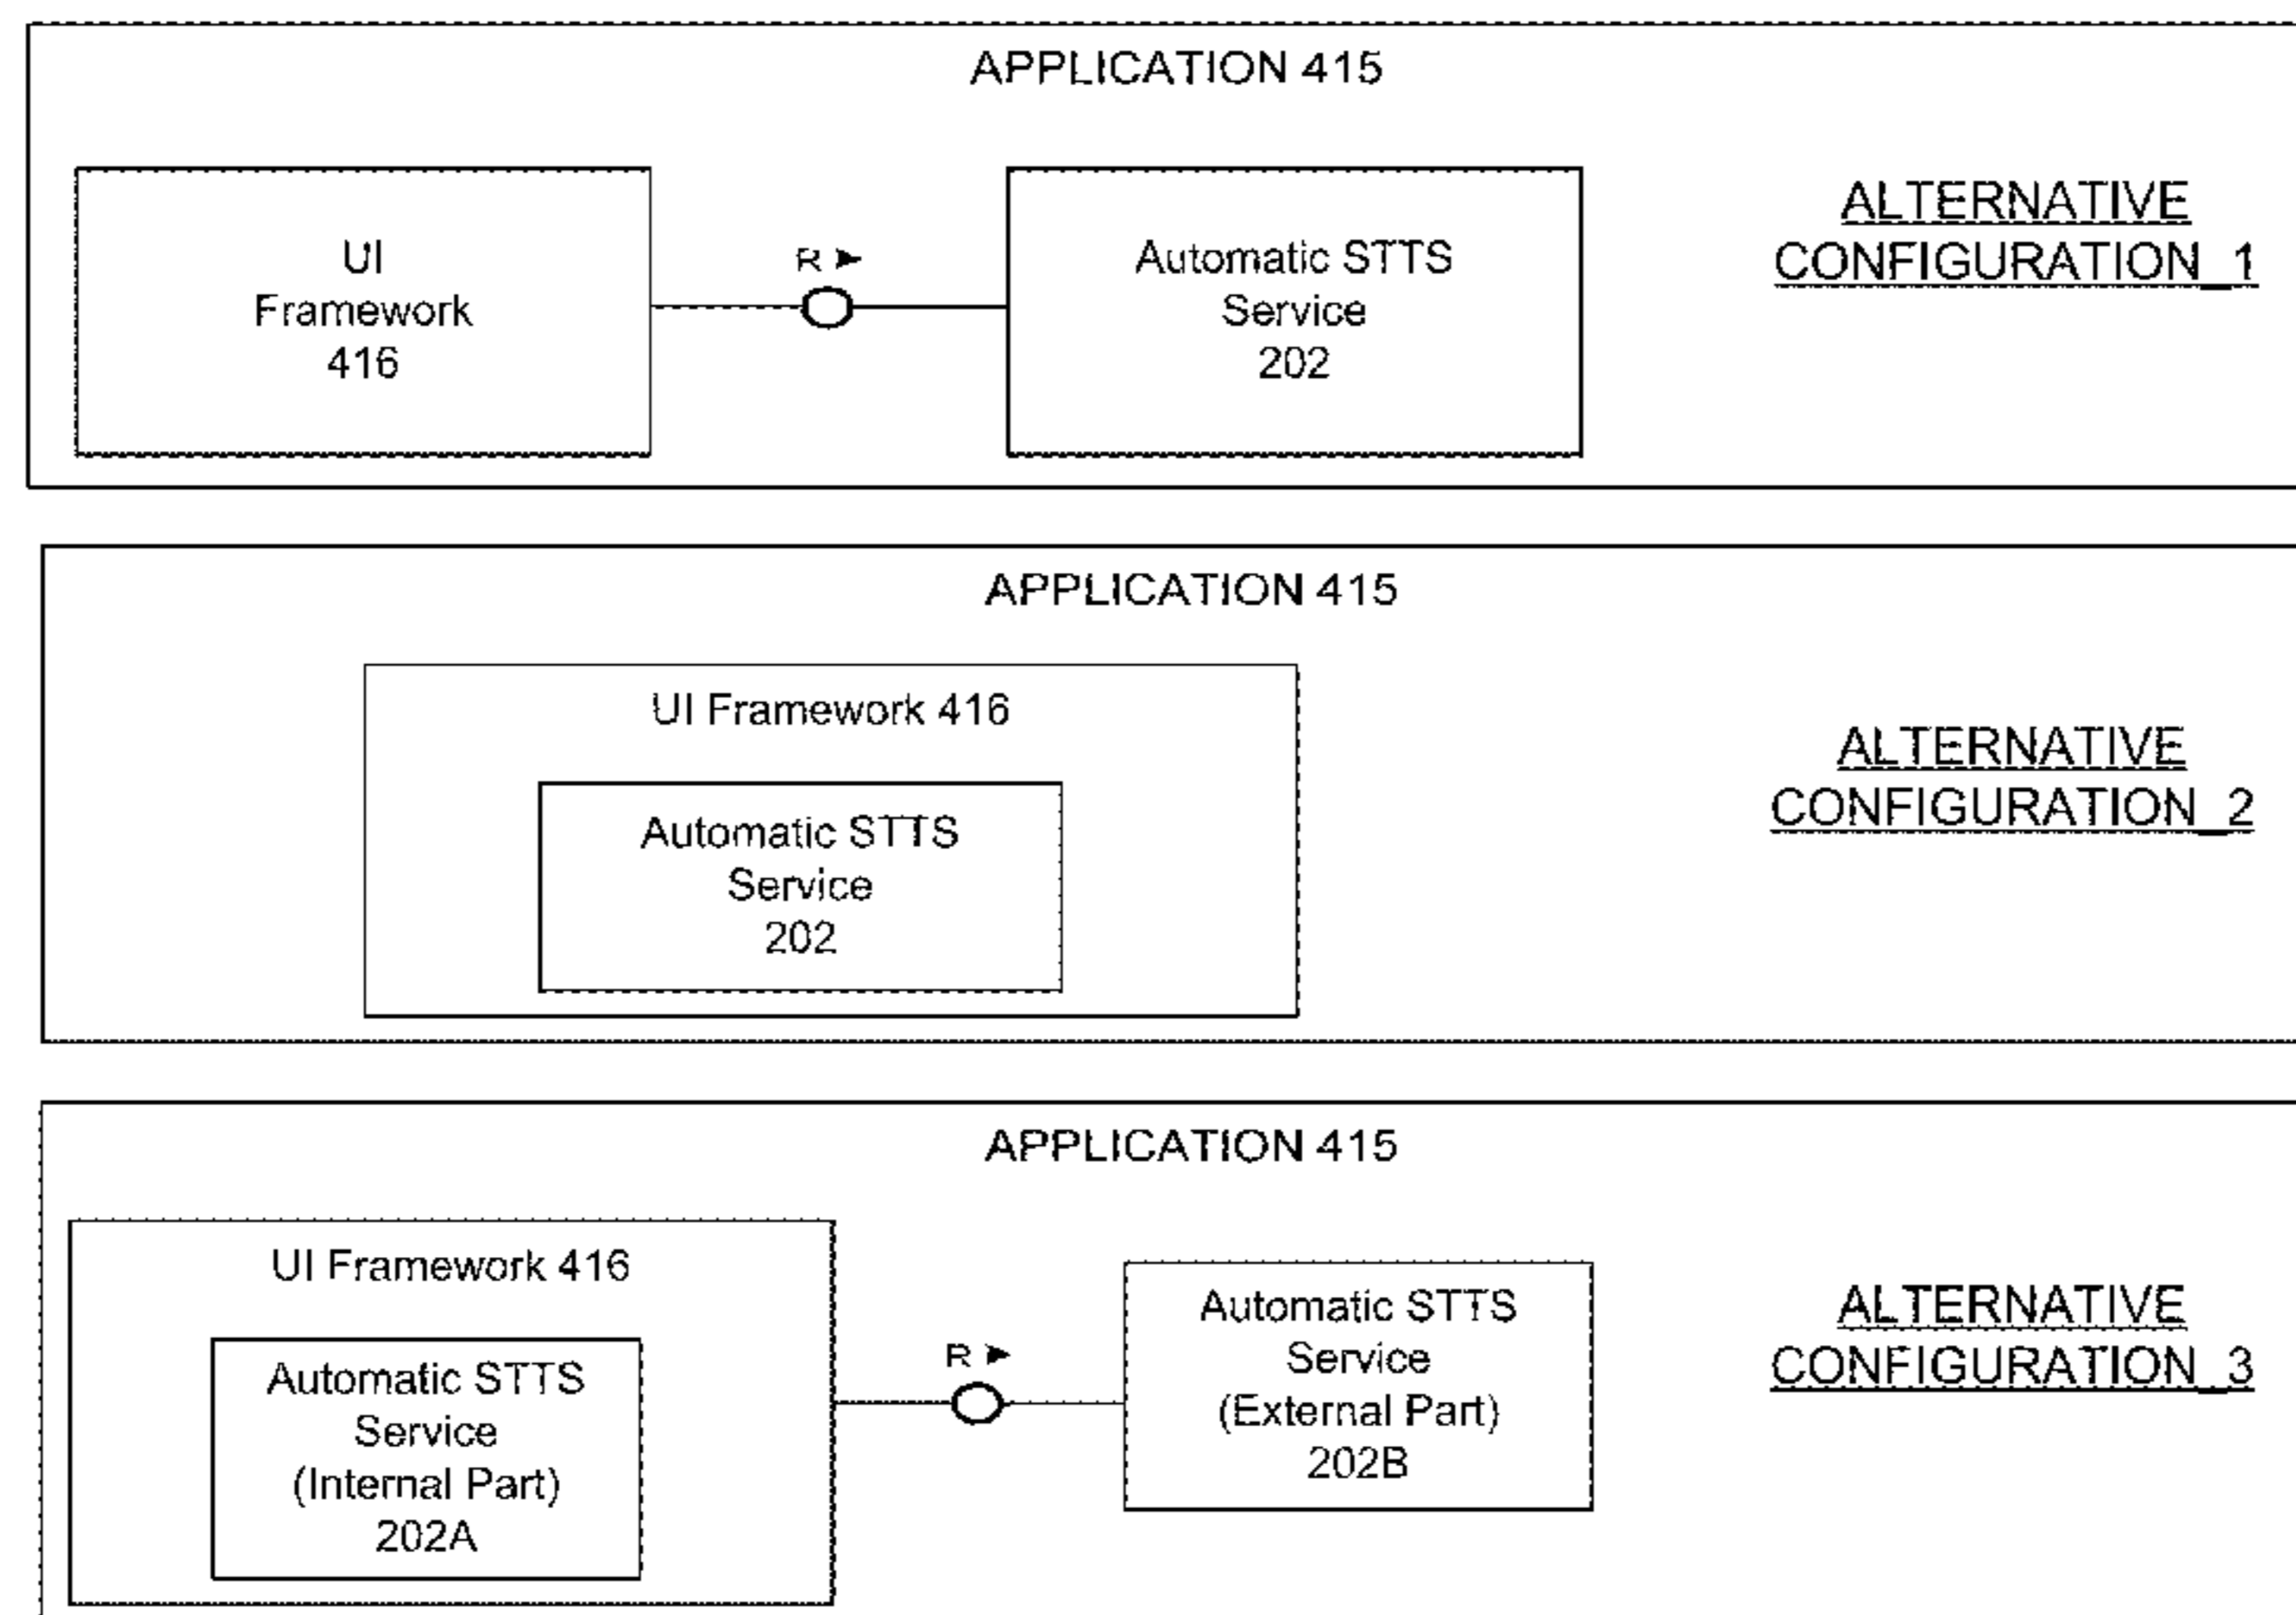 APPLICATION 415
UI
Framework
416
R ►
Automatic STTS
Service
202
ALTERNATIVE
CONFIGURATION_1
APPLICATION 415
UI Framework 416
Automatic STTS
Service
202
ALTERNATIVE
CONFIGURATION_2
APPLICATION 415
UI Framework 416
Automatic STTS
Service
(Internal Part)
202A
R ►
Automatic STTS
Service
(External Part)
202B
ALTERNATIVE
CONFIGURATION_3